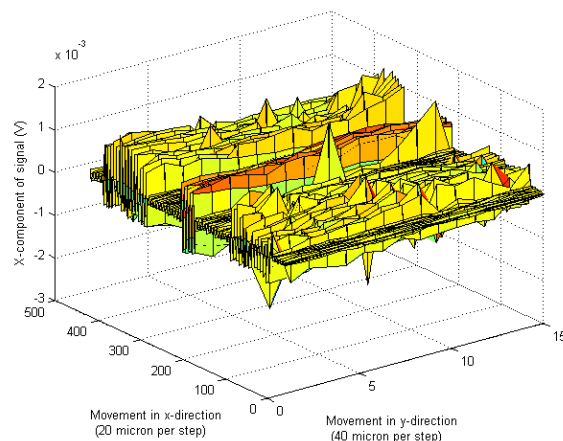 x 10^-3
2
1
0
-1
-2
-3
X-component of signal (V)
500
400
300
200
100
0
0
5
10
15
Movement in x-direction
(20 micron per step)
Movement in y-direction
(40 micron per step)